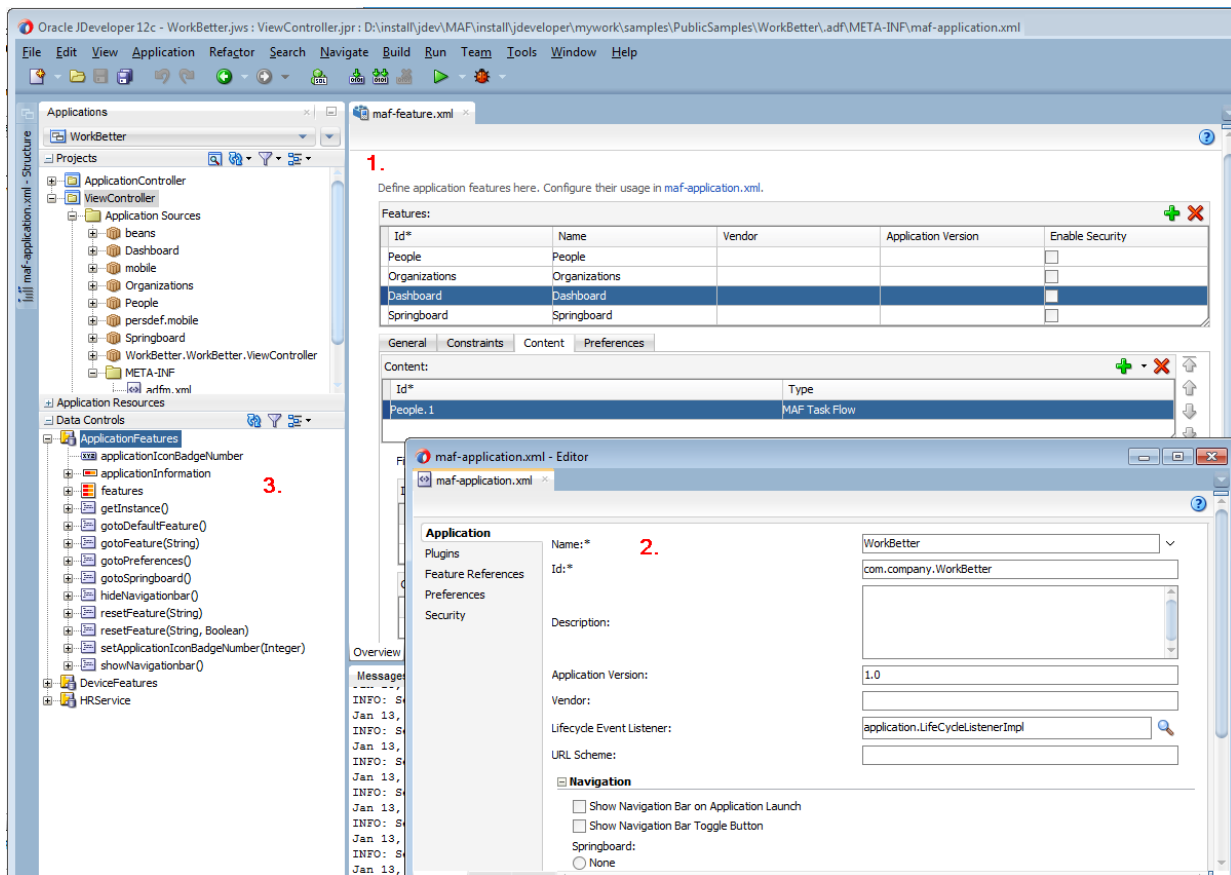 Oracle JDeveloper 12c - WorkBetter.jws : ViewController.jpr : D:\install\jdev\MAF\install\jdeveloper\mywork\samples\PublicSamples\WorkBetter\.adf\META-INF\maf-application.xml
File Edit View Application Refactor Search Navigate Build Run Team Tools Window Help
maf-application.xml - Structure
Applications
WorkBetter
Projects
ApplicationController
ViewController
Application Sources
beans
Dashboard
mobile
Organizations
People
persdef.mobile
Springboard
WorkBetter.WorkBetter.ViewController
META-INF
adfm.xml
Application Resources
Data Controls
ApplicationFeatures
applicationIconBadgeNumber
applicationInformation
features
3.
getInstance()
gotoDefaultFeature()
gotoFeature(String)
gotoPreferences()
gotoSpringboard()
hideNavigationbar()
resetFeature(String)
resetFeature(String, Boolean)
setApplicationIconBadgeNumber(Integer)
showNavigationbar()
DeviceFeatures
HRService
maf-feature.xml
1.
Define application features here. Configure their usage in maf-application.xml.
Features:
Id* Name Vendor Application Version Enable Security
People People
Organizations Organizations
Dashboard Dashboard
Springboard Springboard
General Constraints Content Preferences
Content:
Id* Type
People.1 MAF Task Flow
Overview
Messages
INFO:
Jan 13,
INFO:
Jan 13,
INFO:
Jan 13,
INFO:
Jan 13,
INFO:
Jan 13,
INFO:
Jan 13,
maf-application.xml - Editor
maf-application.xml
Application
Plugins
Feature References
Preferences
Security
2.
Name:* WorkBetter
Id:* com.company.WorkBetter
Description:
Application Version: 1.0
Vendor:
Lifecycle Event Listener: application.LifeCycleListenerImpl
URL Scheme:
Navigation
Show Navigation Bar on Application Launch
Show Navigation Bar Toggle Button
Springboard:
None